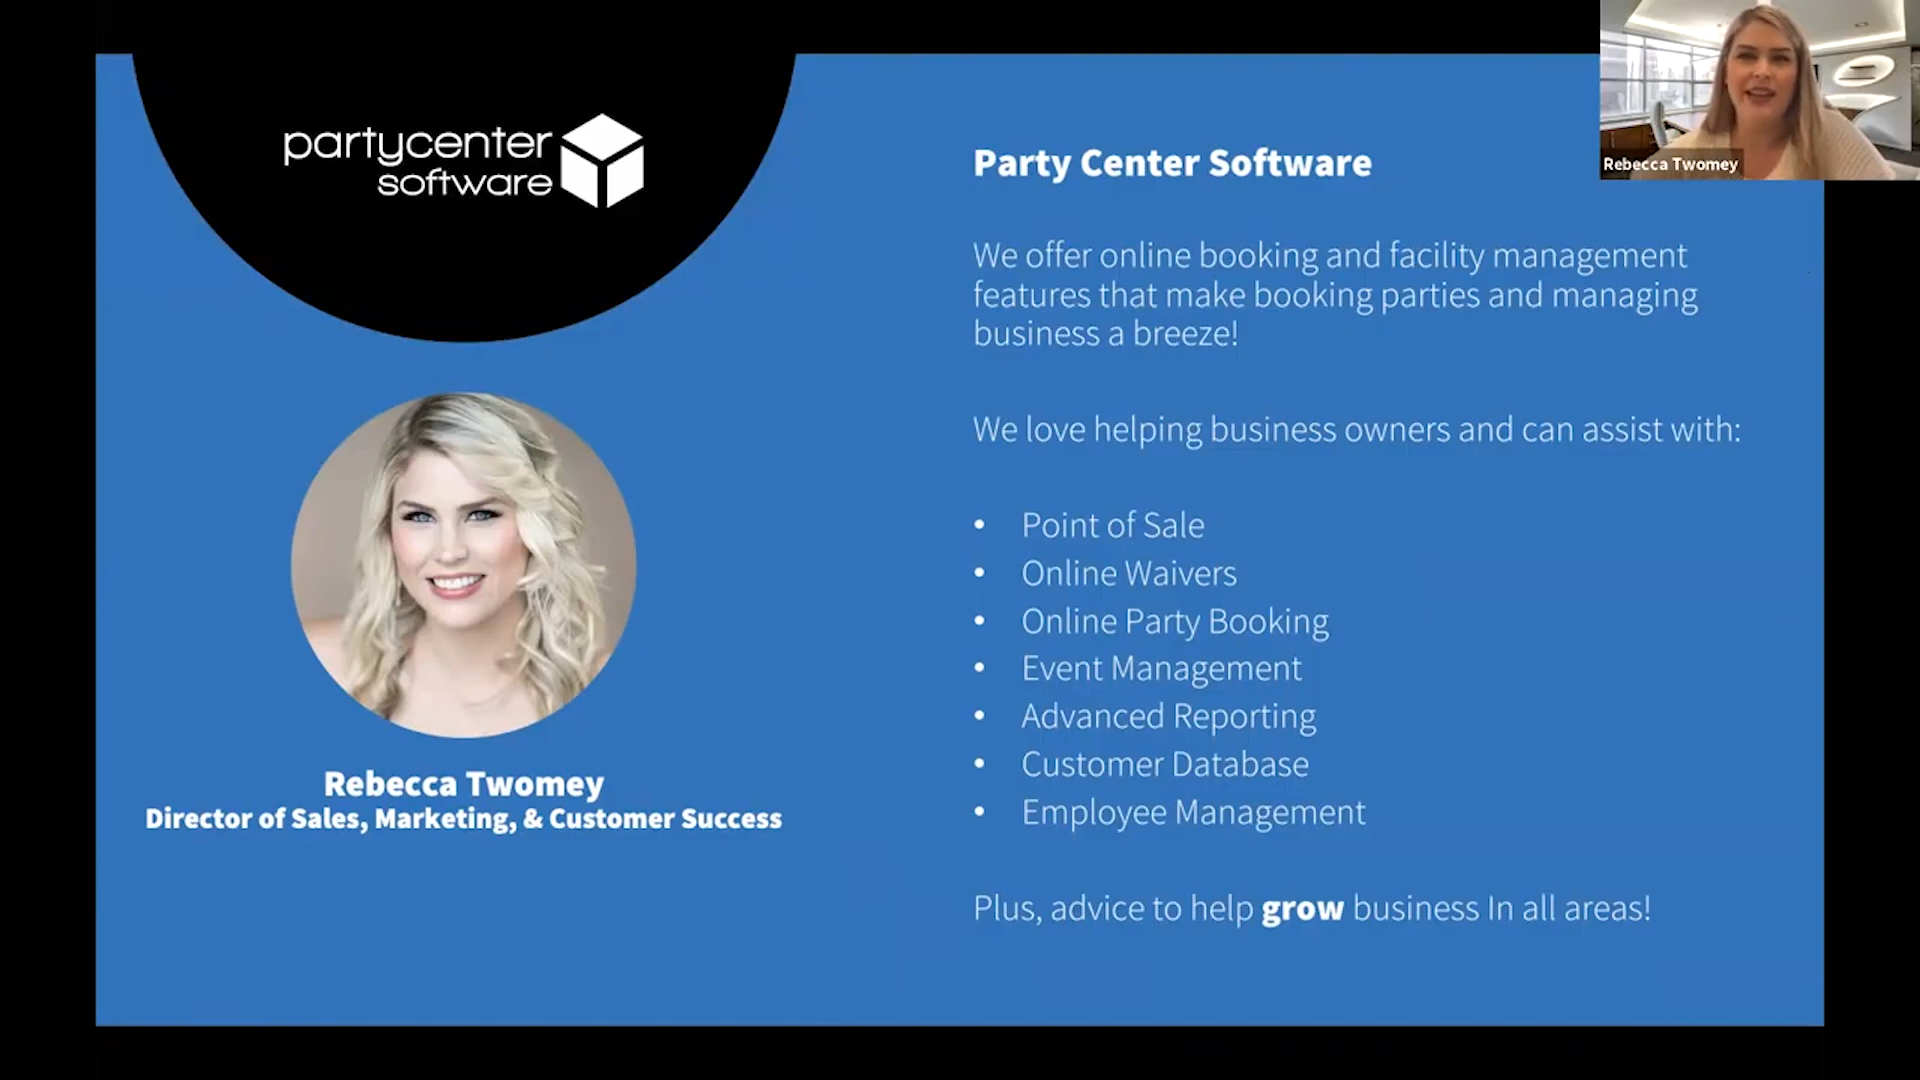 partycenter
software
Rebecca Twomey
Director of Sales, Marketing, & Customer Success
Party Center Software
We offer online booking and facility management
features that make booking parties and managing
business a breeze!
We love helping business owners and can assist with:
• Point of Sale
• Online Waivers
• Online Party Booking
• Event Management
• Advanced Reporting
• Customer Database
• Employee Management
Plus, advice to help grow business In all areas!
Rebecca Twomey